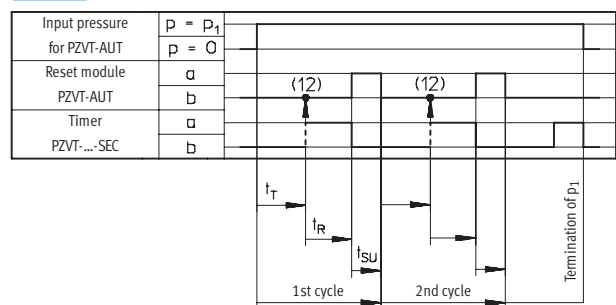 Input pressure
for PZVT-AUT
p = p1
p = 0
Reset module
PZVT-AUT
a
b
(12)
(12)
Timer
PZVT-...-SEC
a
b
tT
tR
tSU
Termination of p1
1st cycle
2nd cycle